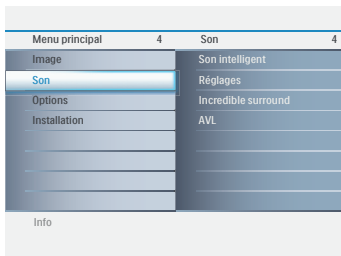 Menu principal 4 Son 4
Image Son intelligent
Son Réglages
Options Incredible surround
Installation AVL
Info